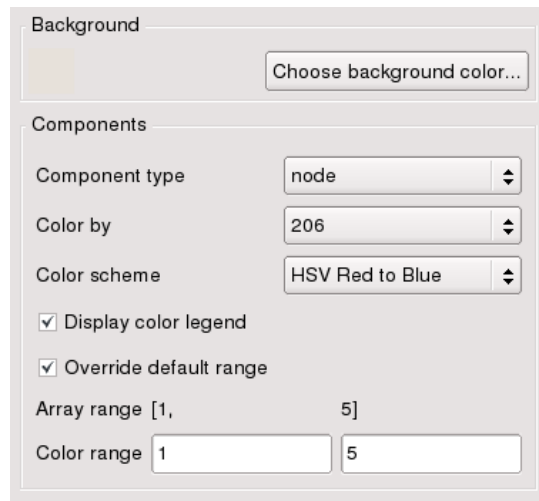 Background
Choose background color...
Components
Component type node
Color by 206
Color scheme HSV Red to Blue
Display color legend
Override default range
Array range [1, 5]
Color range 1 5